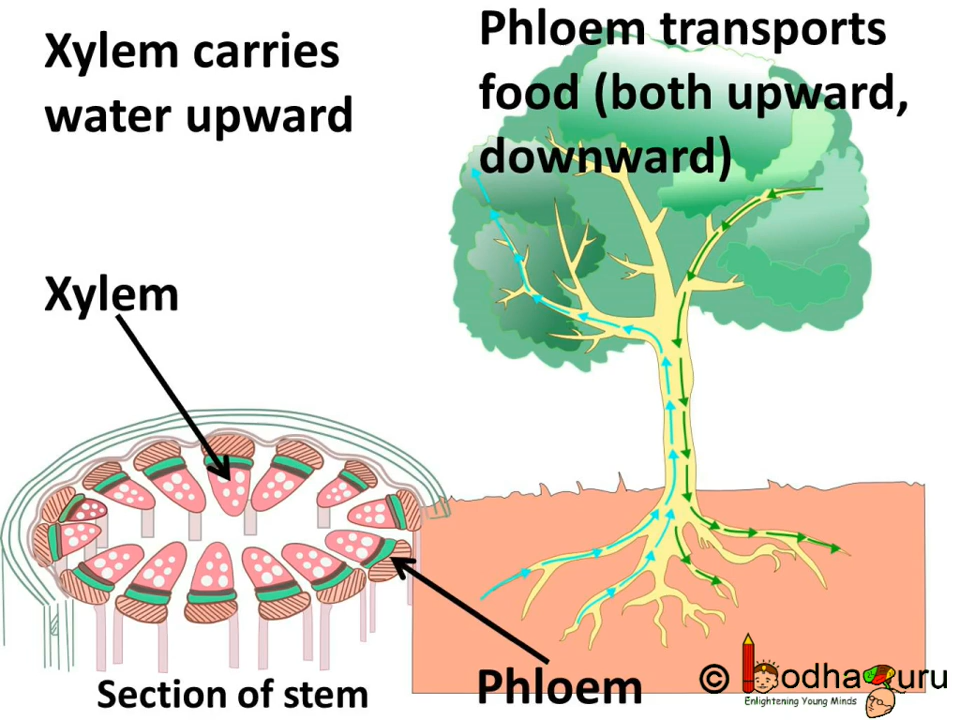 Xylem carries
water upward
Phloem transports
food (both upward,
downward)
Xylem
Section of stem
Phloem
© BodhaGuru
Enlightening Young Minds